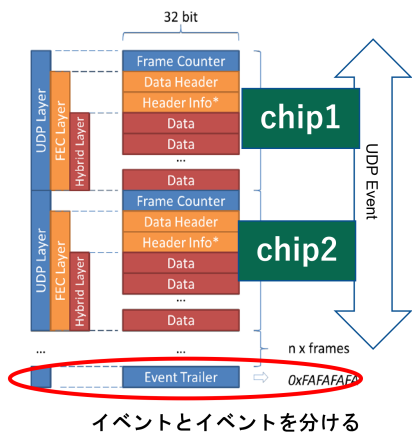 32 bit
UDP Layer
FEC Layer
Hybrid Layer
Frame Counter
Data Header
Header Info*
Data
Data
...
Data
chip1
UDP Event
UDP Layer
FEC Layer
Hybrid Layer
Frame Counter
Data Header
Header Info*
Data
Data
...
Data
chip2
...
...
n x frames
Event Trailer
0xFAFAFAFA
イベントとイベントを分ける